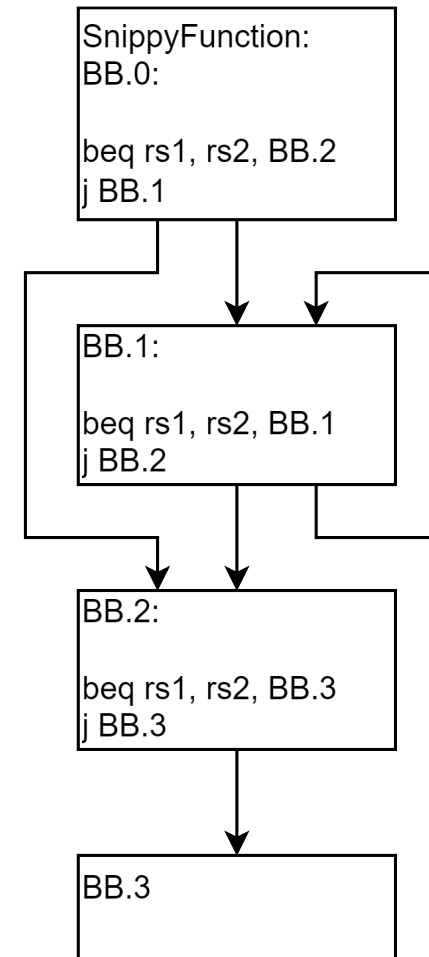 SnippyFunction:
BB.0:
beq rs1, rs2, BB.2
j BB.1
BB.1:
beq rs1, rs2, BB.1
j BB.2
BB.2:
beq rs1, rs2, BB.3
j BB.3
BB.3